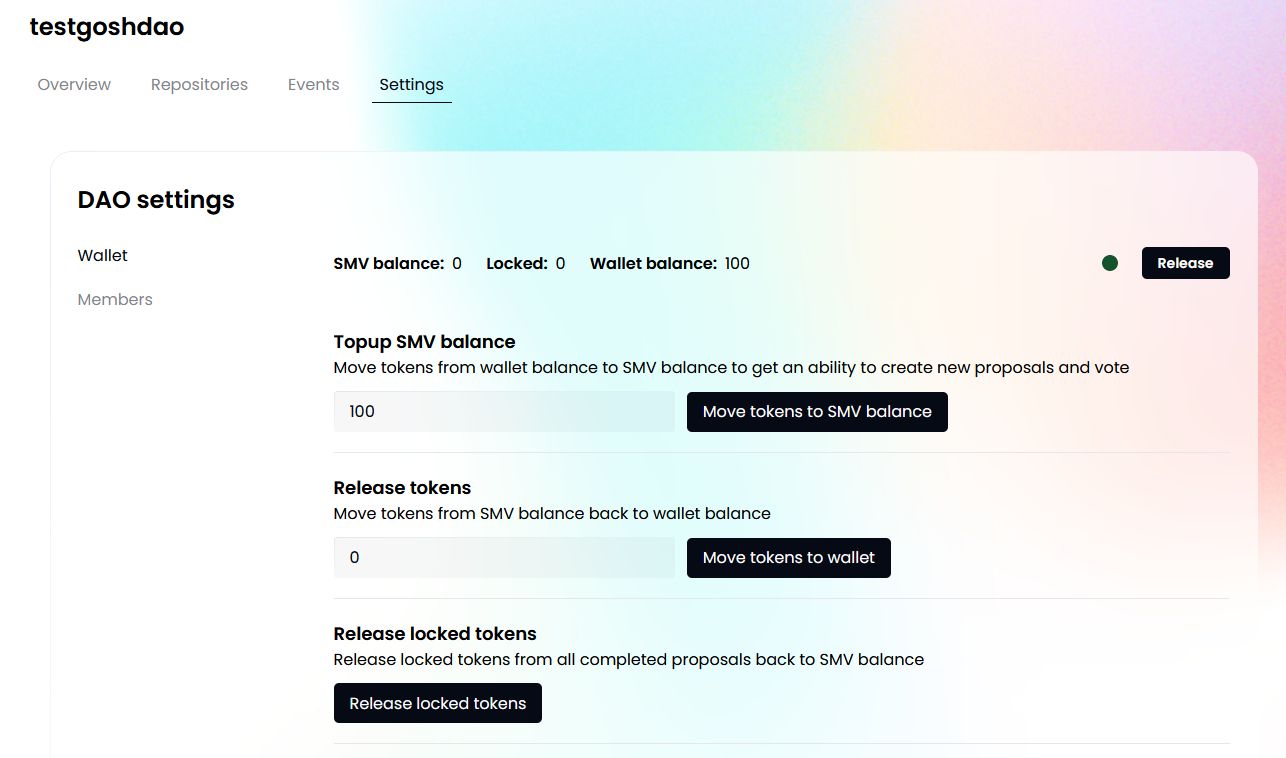 testgoshdao
Overview Repositories Events Settings
DAO settings
Wallet
Members
SMV balance: 0 Locked: 0 Wallet balance: 100 Release
Topup SMV balance
Move tokens from wallet balance to SMV balance to get an ability to create new proposals and vote
100 Move tokens to SMV balance
Release tokens
Move tokens from SMV balance back to wallet balance
0 Move tokens to wallet
Release locked tokens
Release locked tokens from all completed proposals back to SMV balance
Release locked tokens